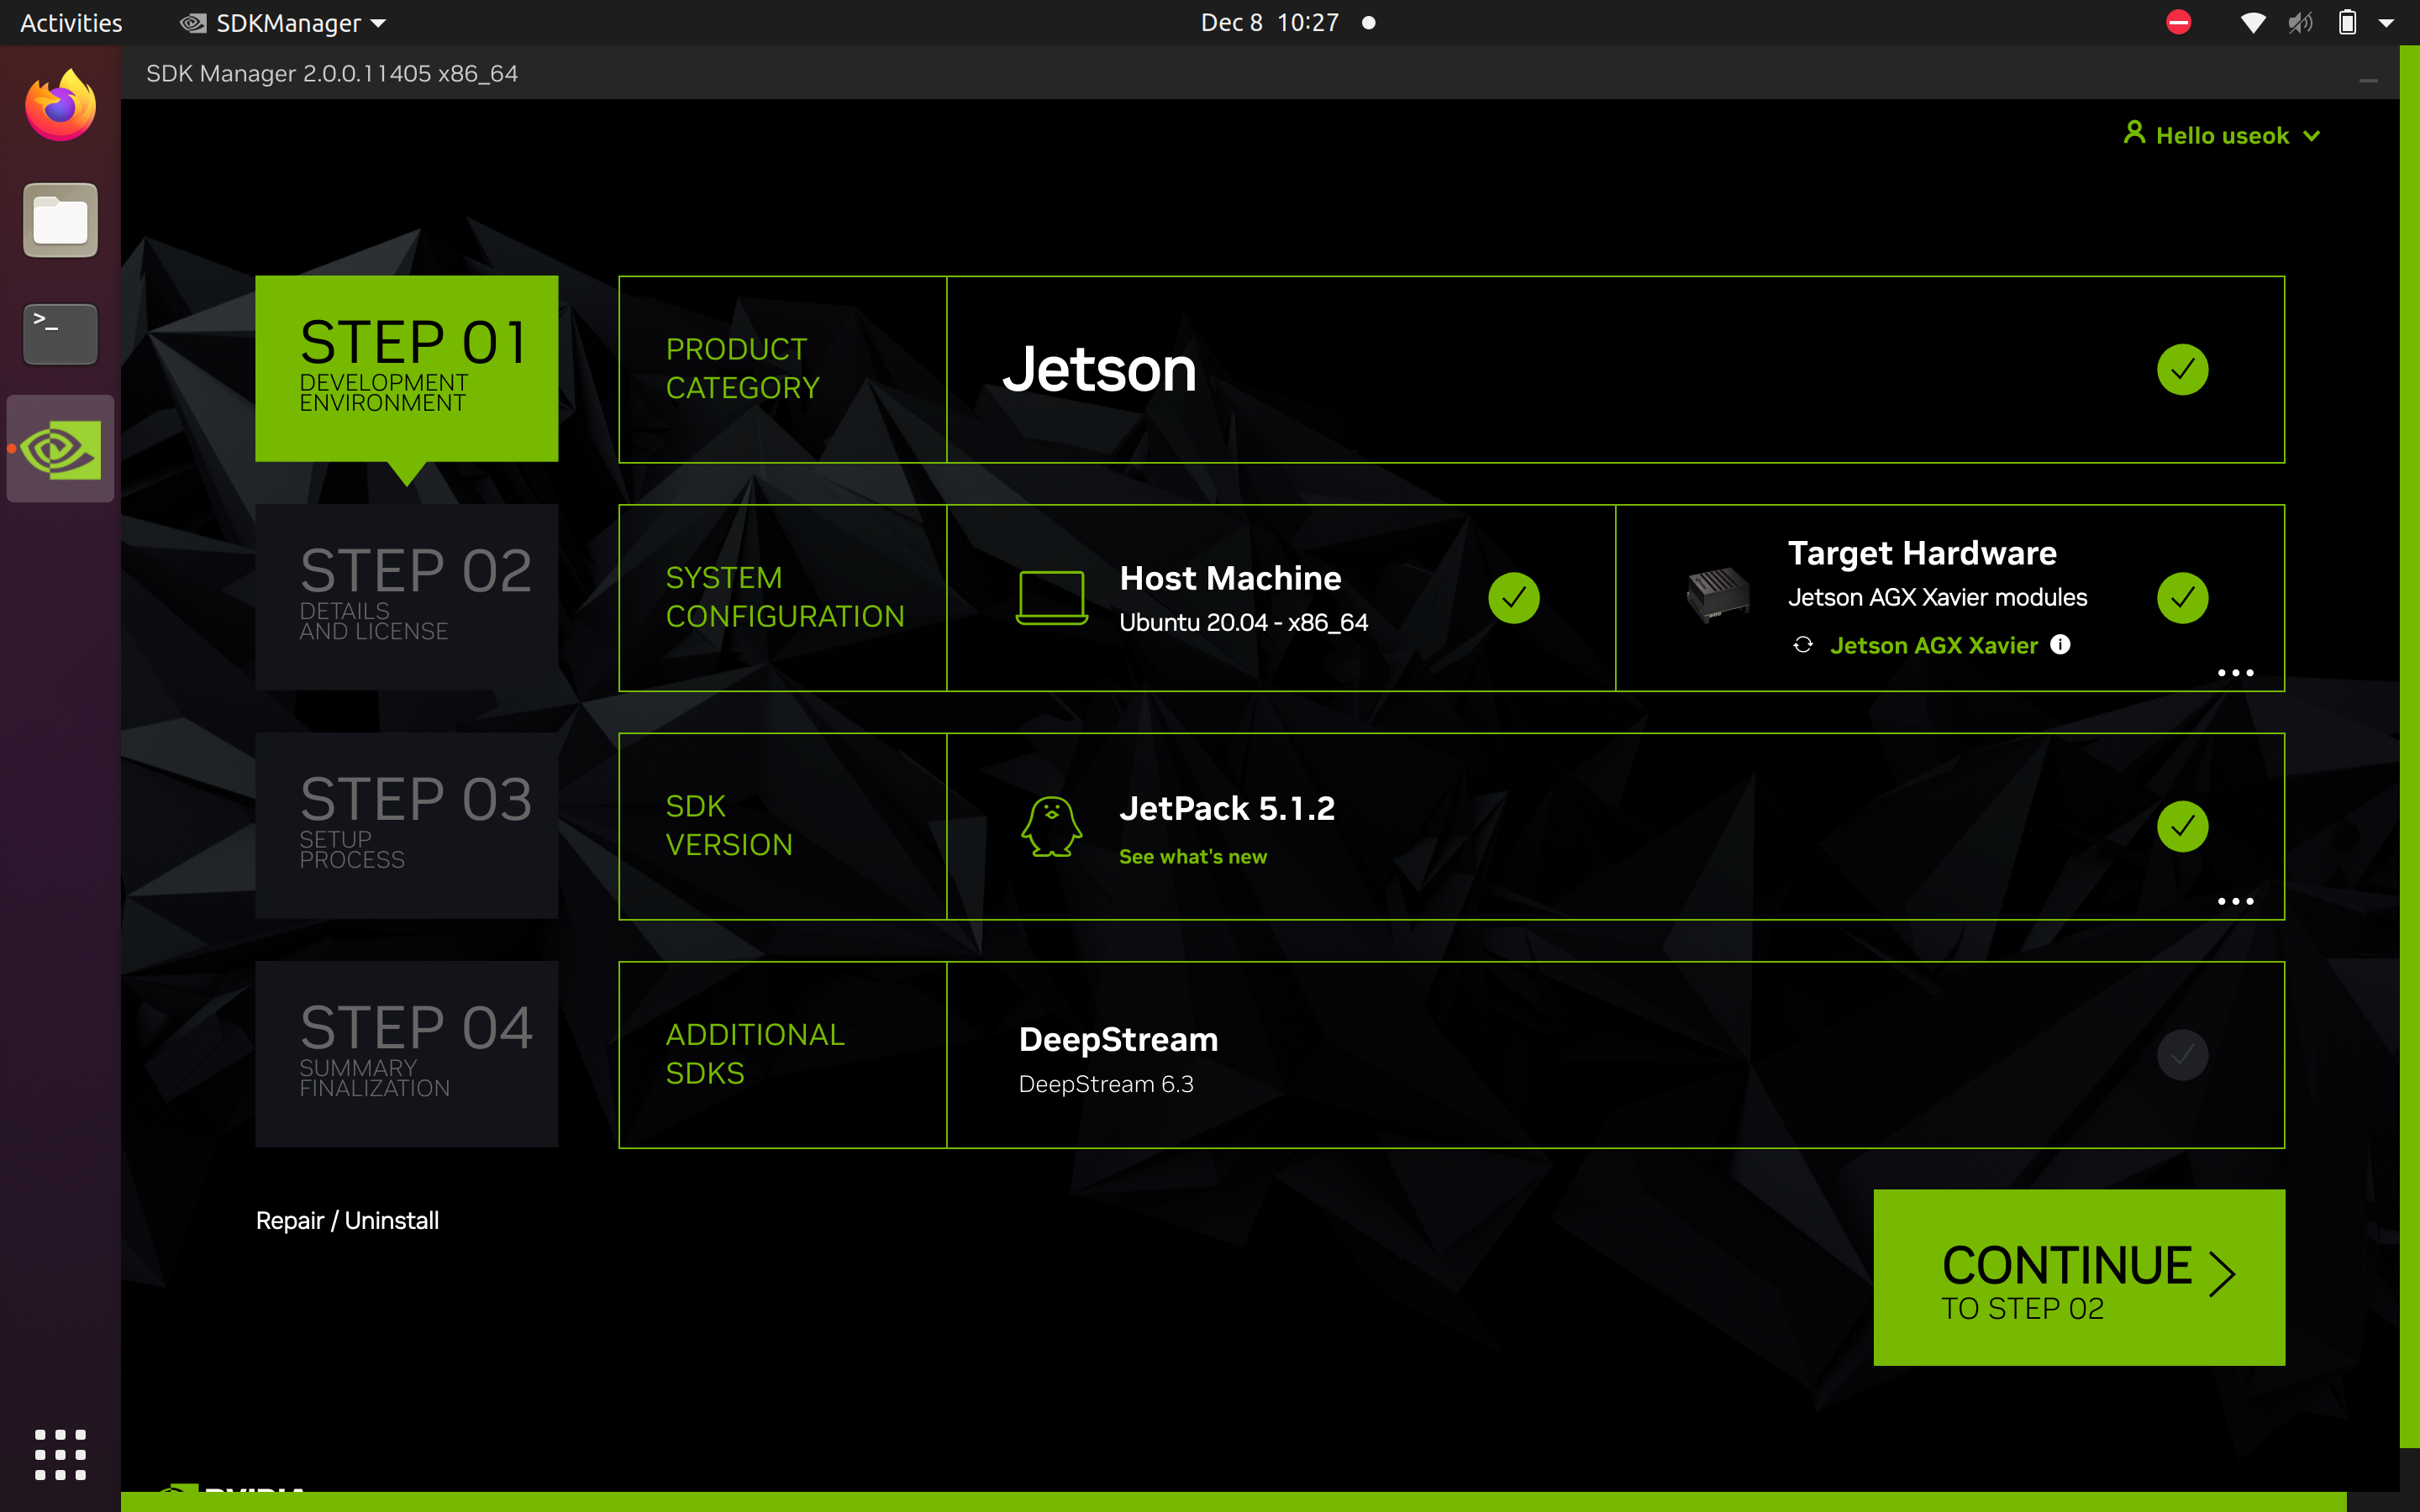 Activities
SDKManager
Dec 8 10:27
SDK Manager 2.0.0.11405 x86_64
Hello useok
STEP 01
DEVELOPMENT
ENVIRONMENT
PRODUCT
CATEGORY
Jetson
STEP 02
DETAILS
AND LICENSE
SYSTEM
CONFIGURATION
Host Machine
Ubuntu 20.04 - x86_64
Target Hardware
Jetson AGX Xavier modules
Jetson AGX Xavier
STEP 03
SETUP
PROCESS
SDK
VERSION
JetPack 5.1.2
See what's new
STEP 04
SUMMARY
FINALIZATION
ADDITIONAL
SDKS
DeepStream
DeepStream 6.3
Repair / Uninstall
CONTINUE
TO STEP 02